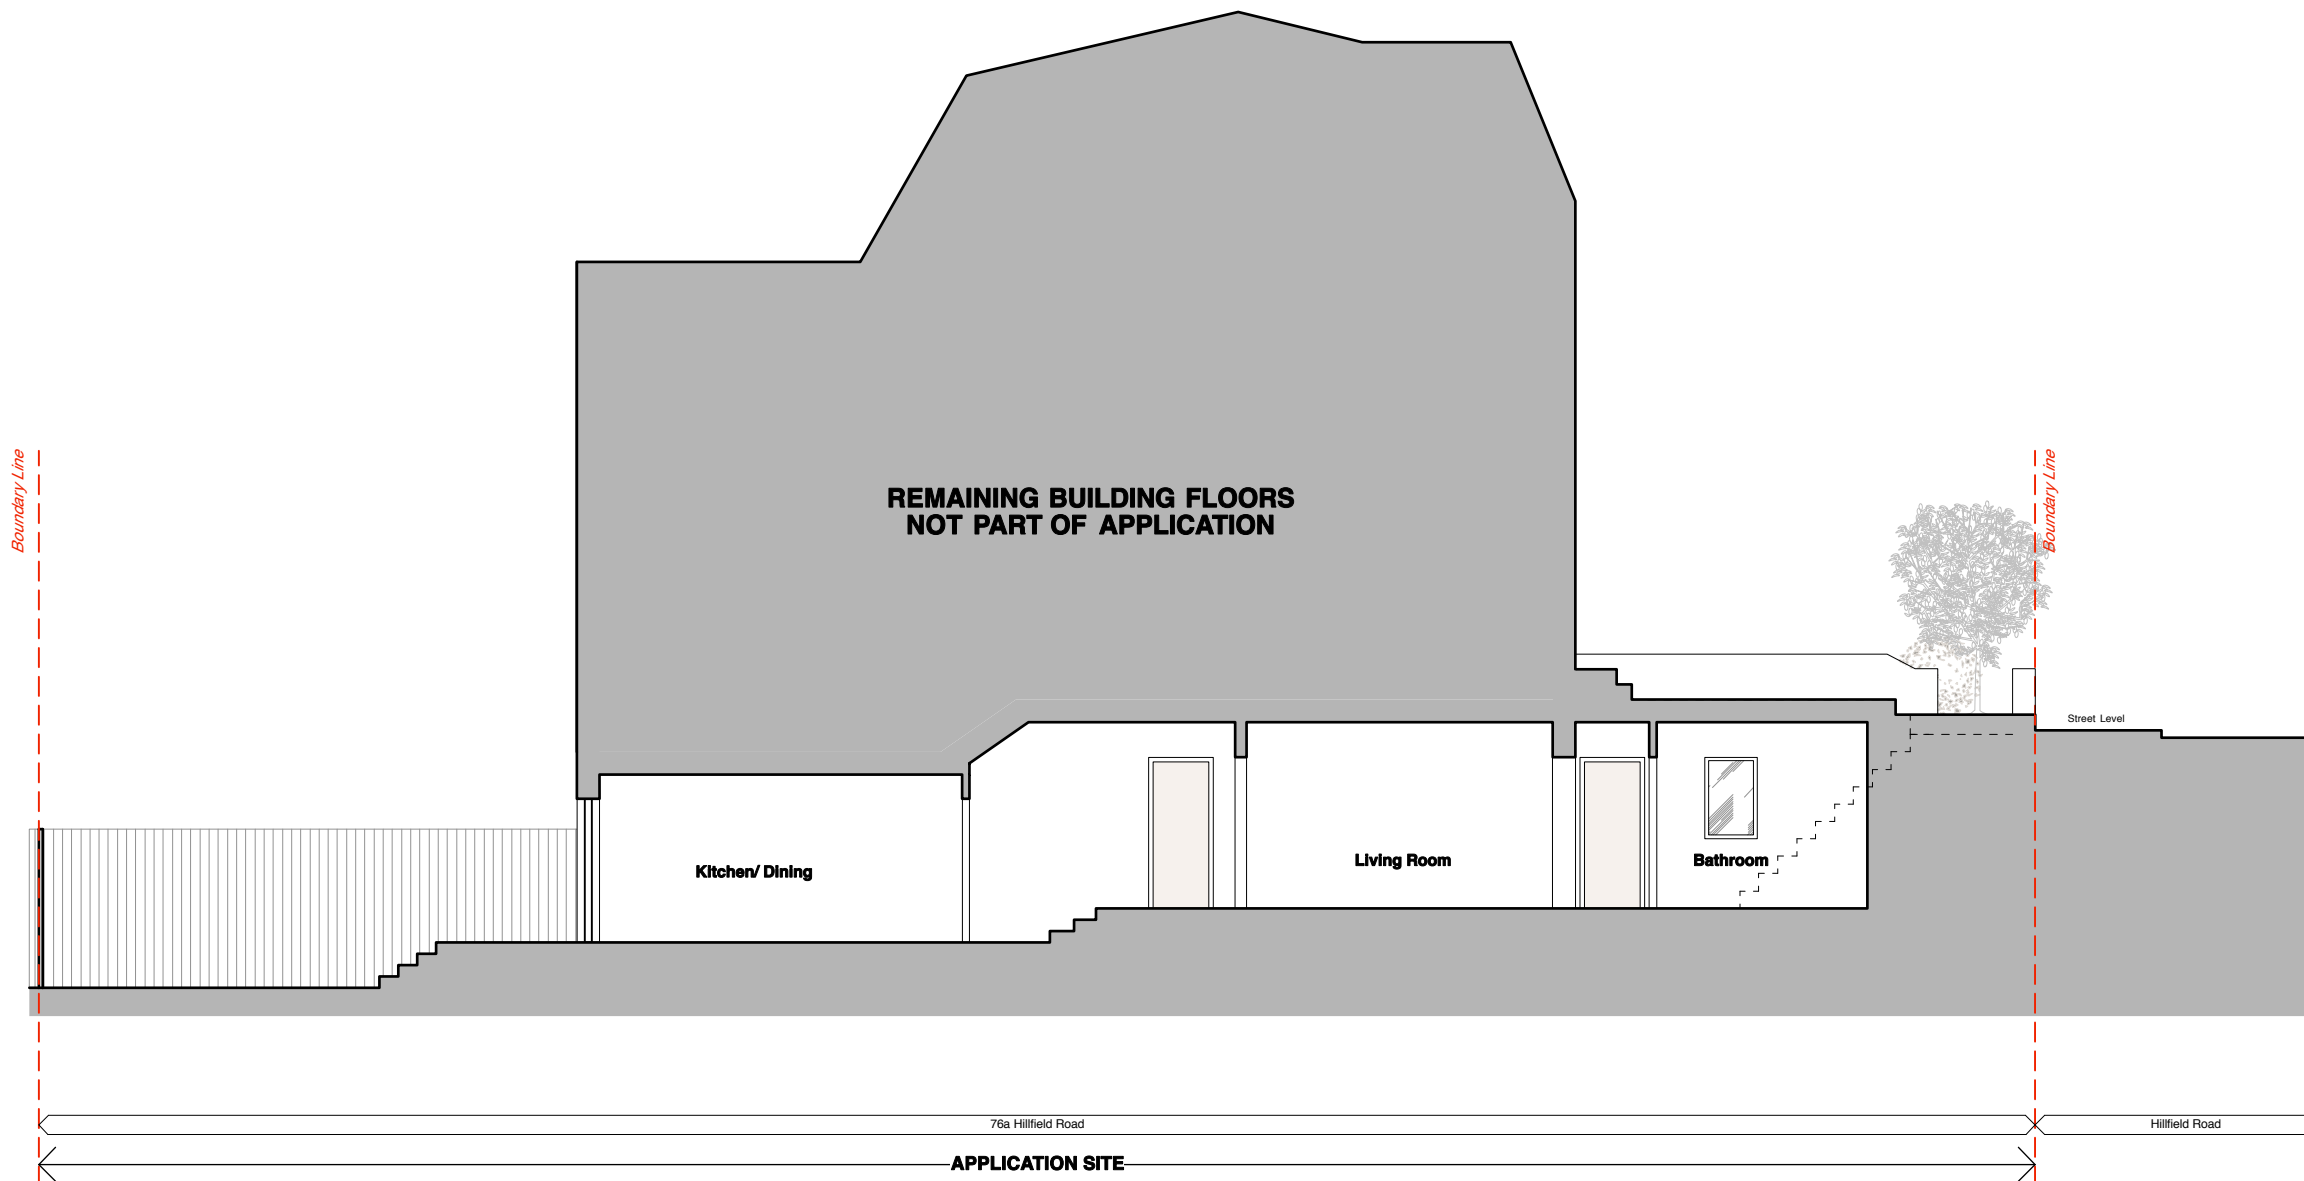 Boundary Line
REMAINING BUILDING FLOORS
NOT PART OF APPLICATION
Boundary Line
Street Level
Kitchen/ Dining
Living Room
Bathroom
76a Hillfield Road
Hillfield Road
APPLICATION SITE